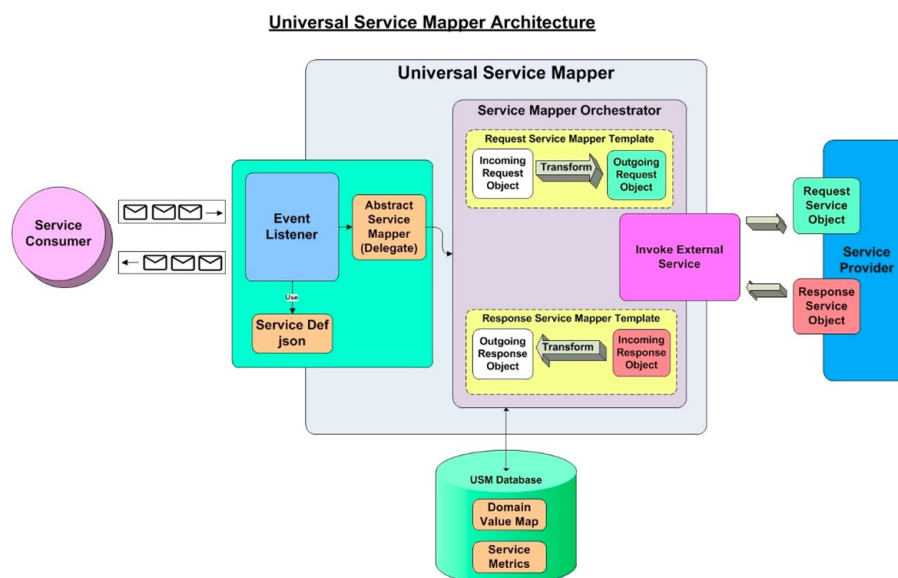 Universal Service Mapper Architecture
Universal Service Mapper
Service Mapper Orchestrator
Request Service Mapper Template
Incoming
Request
Object
Transform
Outgoing
Request
Object
Service
Consumer
Event
Listener
Abstract
Service
Mapper
(Delegate)
Use
Service Def
json
Invoke External
Service
Request
Service
Object
Service
Provider
Response
Service
Object
Response Service Mapper Template
Outgoing
Response
Object
Transform
Incoming
Response
Object
USM Database
Domain
Value Map
Service
Metrics